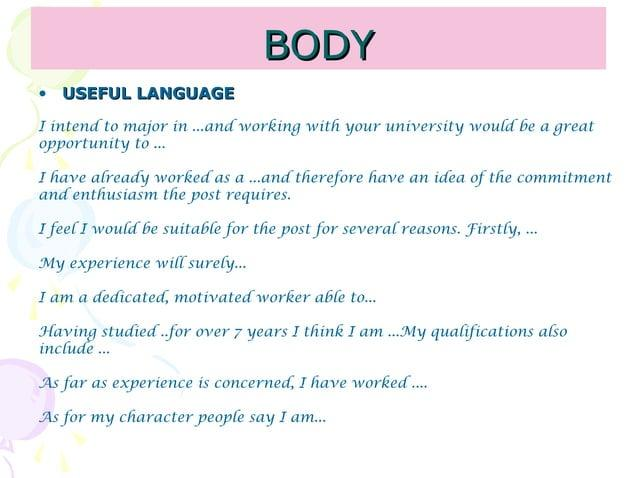 BODY
• USEFUL LANGUAGE
I intend to major in ...and working with your university would be a great
opportunity to ...
I have already worked as a ...and therefore have an idea of the commitment
and enthusiasm the post requires.
I feel I would be suitable for the post for several reasons. Firstly, ...
My experience will surely...
I am a dedicated, motivated worker able to...
Having studied ..for over 7 years I think I am ...My qualifications also
include ...
As far as experience is concerned, I have worked ....
As for my character people say I am...